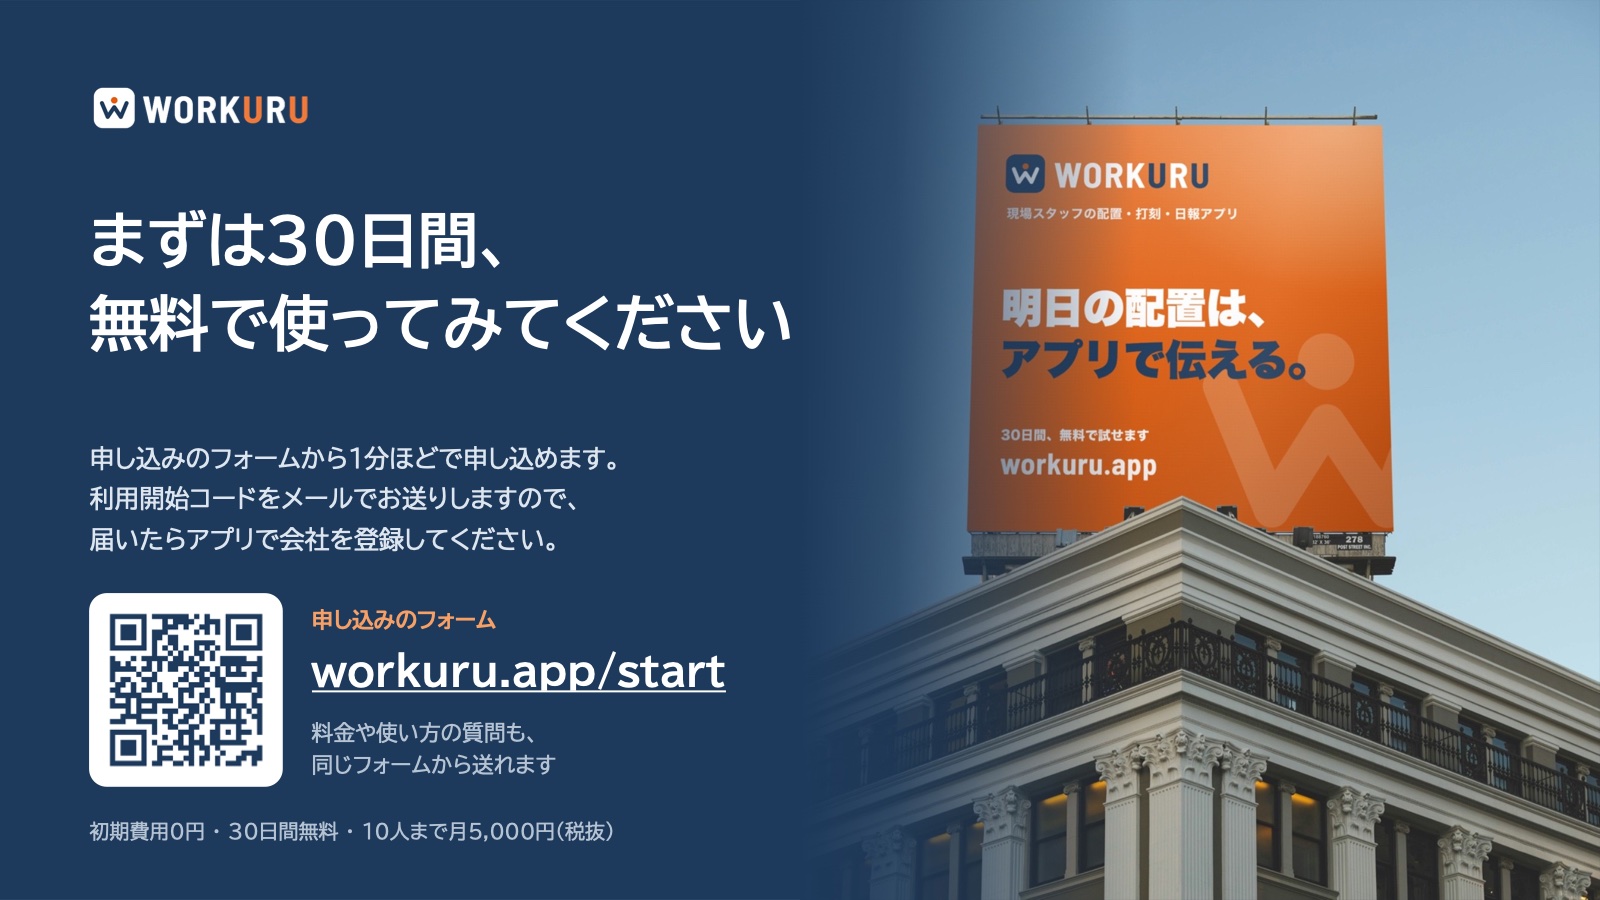 WORKURU
まずは30日間、
無料で使ってみてください
申し込みのフォームから1分ほどで申し込めます。
利用開始コードをメールでお送りしますので、
届いたらアプリで会社を登録してください。
申し込みのフォーム
workuru.app/start
料金や使い方の質問も、
同じフォームから送れます
初期費用0円・30日間無料・10人まで月5,000円(税抜)
WORKURU
現場スタッフの配置・打刻・日報アプリ
明日の配置は、
アプリで伝える。
30日間、無料で試せます
workuru.app
278